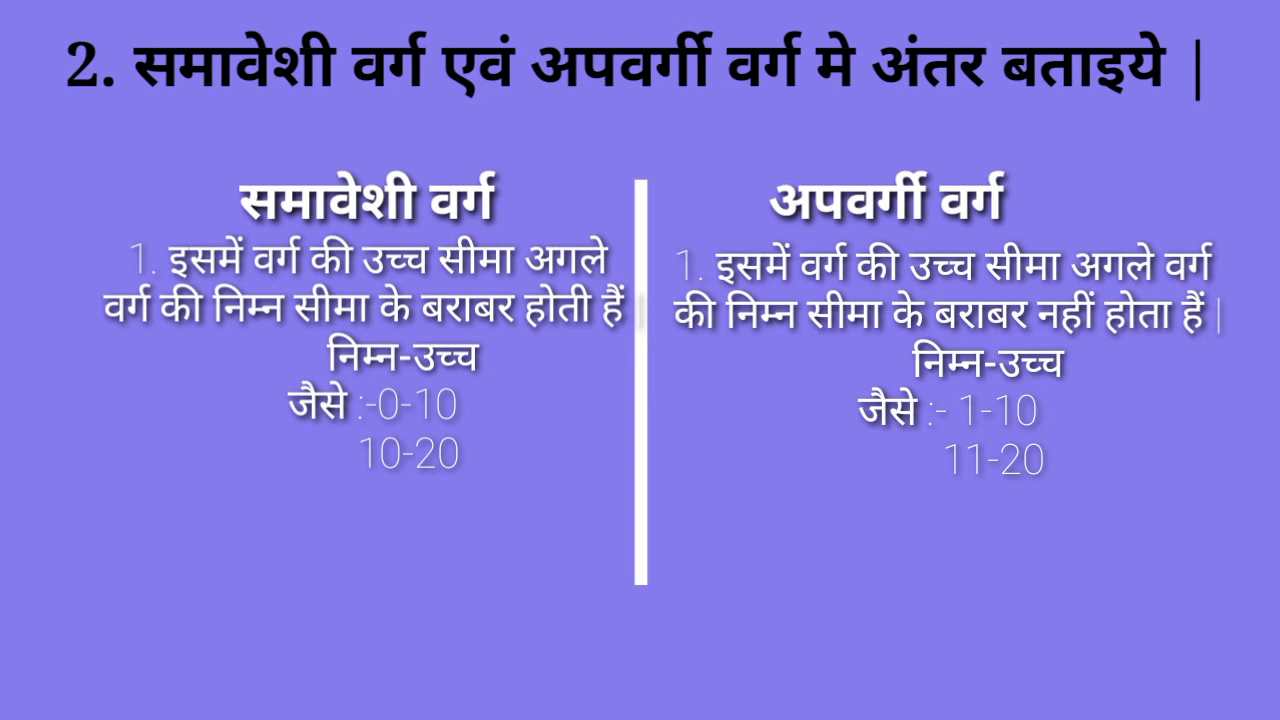 2. समावेशी वर्ग एवं अपवर्गी वर्ग मे अंतर बताइये |
समावेशी वर्ग
1. इसमें वर्ग की उच्च सीमा अगले
वर्ग की निम्न सीमा के बराबर होती हैं |
निम्न-उच्च
जैसे :-0-10
10-20
अपवर्गी वर्ग
1. इसमें वर्ग की उच्च सीमा अगले वर्ग
की निम्न सीमा के बराबर नहीं होता हैं |
निम्न-उच्च
जैसे :- 1-10
11-20